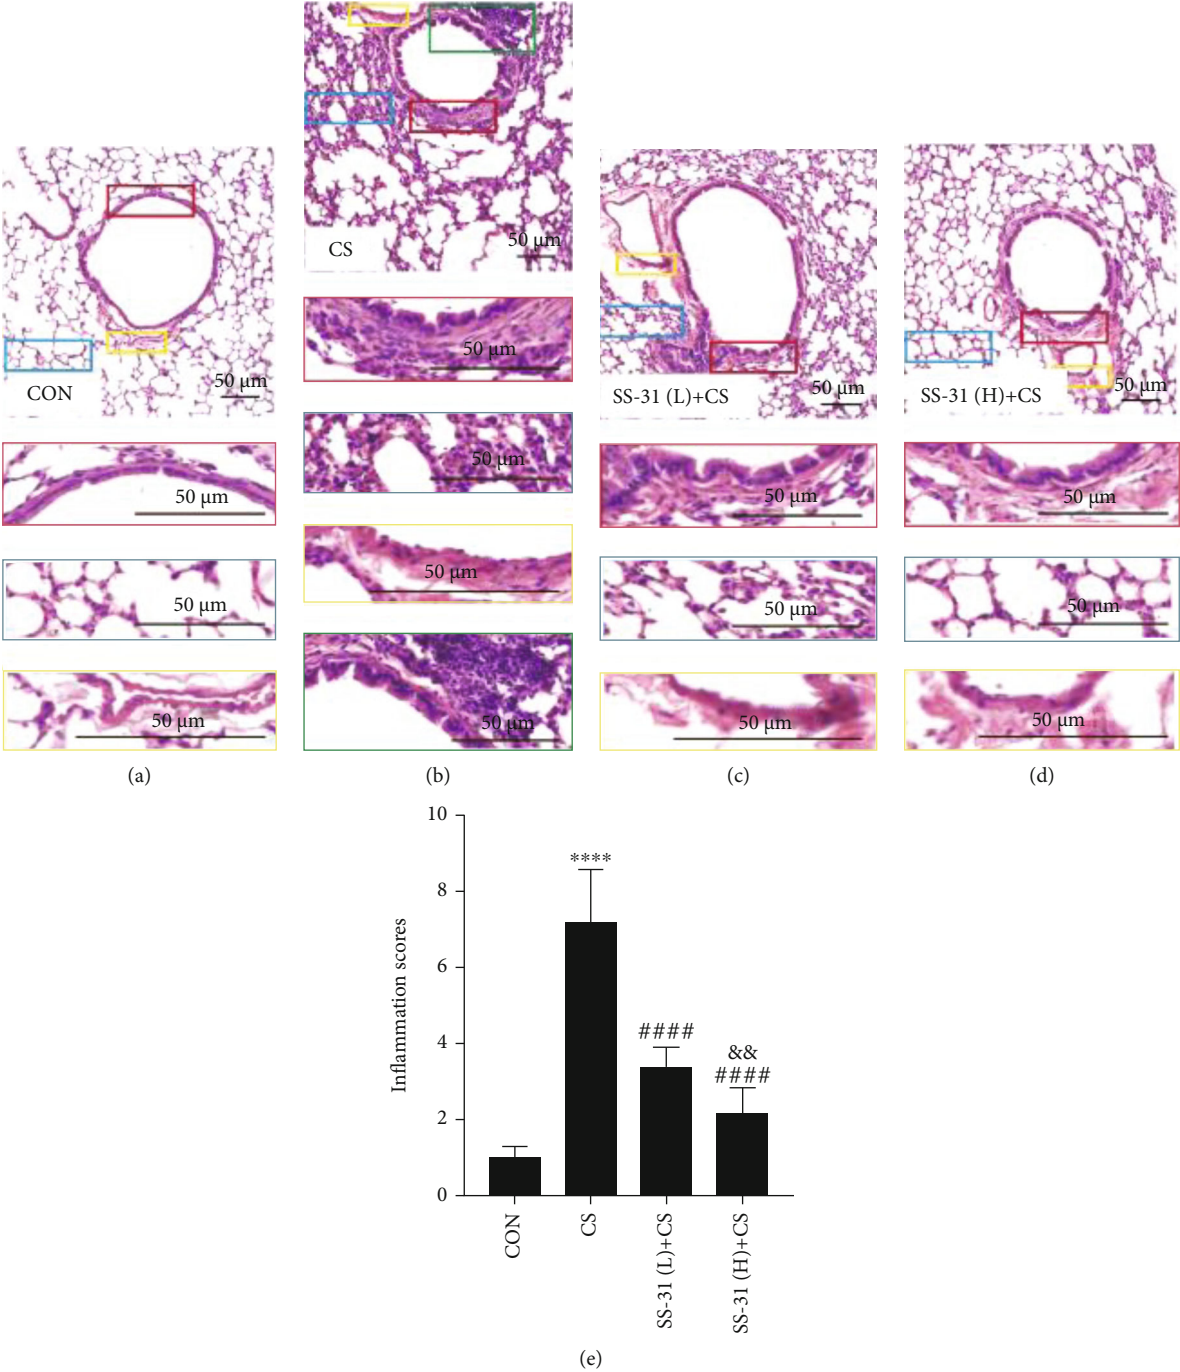 CON
50 μm
50 μm
50 μm
50 μm
(a)
CS
50 μm
50 μm
50 μm
50 μm
50 μm
(b)
SS-31 (L)+CS
50 μm
50 μm
50 μm
50 μm
(c)
SS-31 (H)+CS
50 μm
50 μm
50 μm
50 μm
(d)
Inflammation scores
10
8
6
4
2
0
****
####
&&
####
CON
CS
SS-31 (L)+CS
SS-31 (H)+CS
(e)